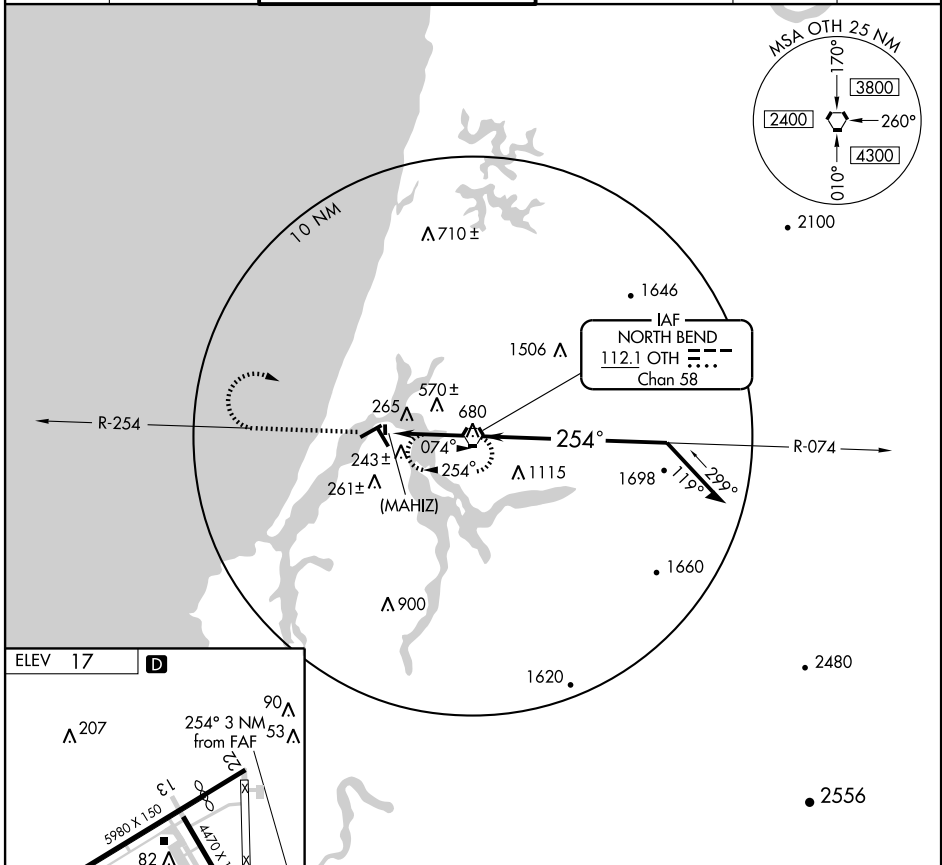 MSA OTH 25 NM
170°
3800
2400
260°
4300
010°
2100
10 NM
710 ±
1646
IAF
NORTH BEND
112.1 OTH
Chan 58
1506
570 ±
265
680
R-254
254°
R-074
074°
243 ±
254°
1115
1698
119°
299°
261 ±
(MAHIZ)
1660
900
ELEV 17
D
1620
2480
90
207
254° 3 NM
from FAF
53
22
13
X
5980 X 150
4470 X 1
82
X
2556